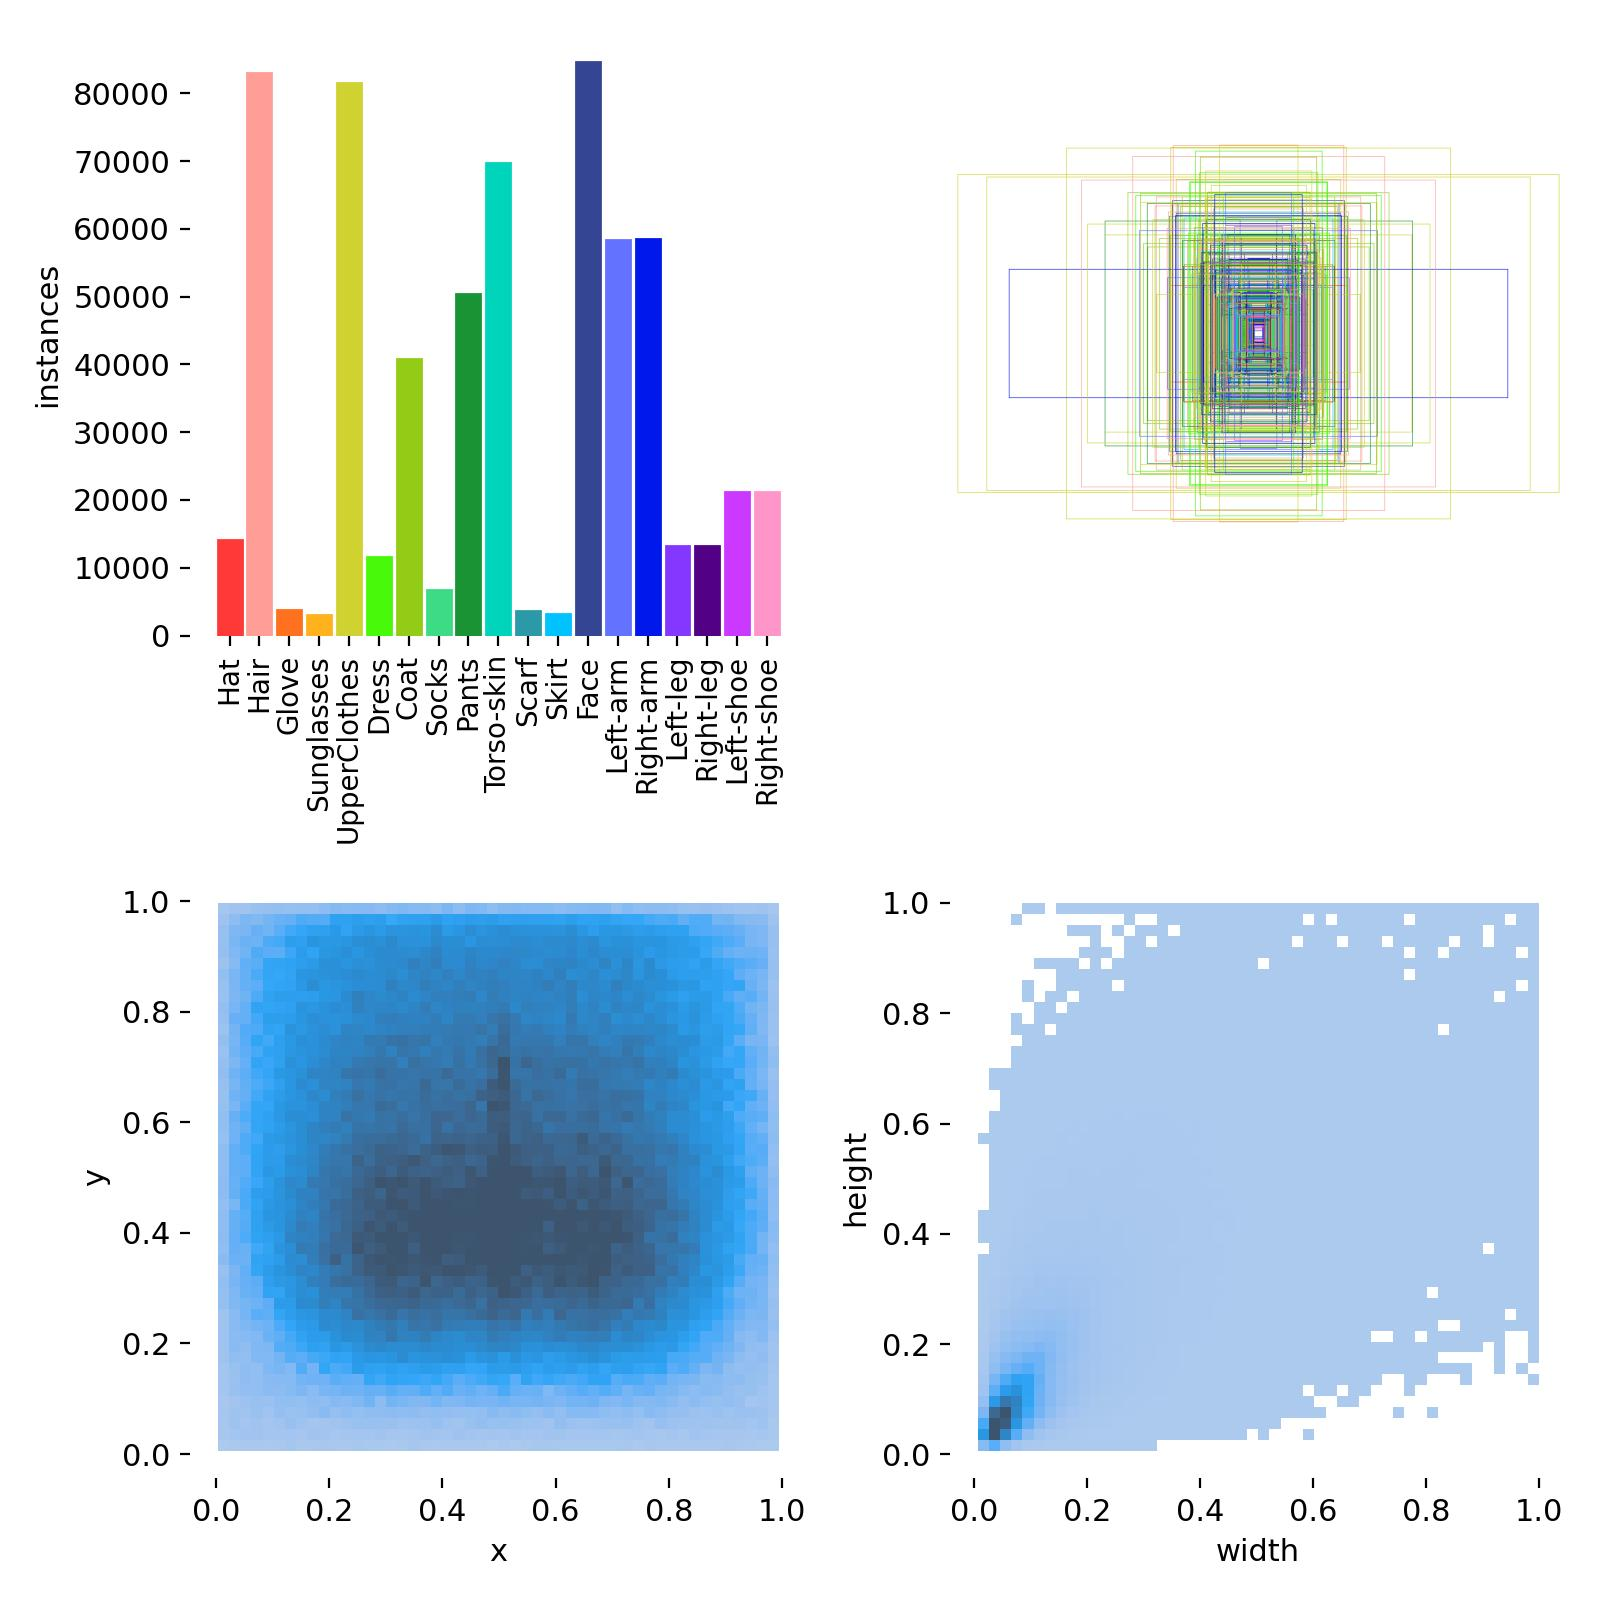 80000
70000
60000
50000
40000
30000
20000
10000
0
instances
Hat
Hair
Glove
Sunglasses
UpperClothes
Dress
Coat
Socks
Pants
Torso-skin
Scarf
Skirt
Face
Left-arm
Right-arm
Left-leg
Right-leg
Left-shoe
Right-shoe
1.0
0.8
0.6
0.4
0.2
0.0
y
0.0 0.2 0.4 0.6 0.8 1.0
x
1.0
0.8
0.6
0.4
0.2
0.0
height
0.0 0.2 0.4 0.6 0.8 1.0
width